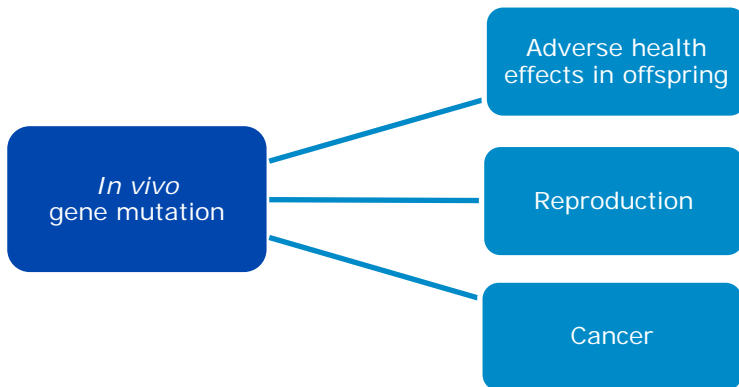 Adverse health
effects in offspring
In vivo
gene mutation
Reproduction
Cancer